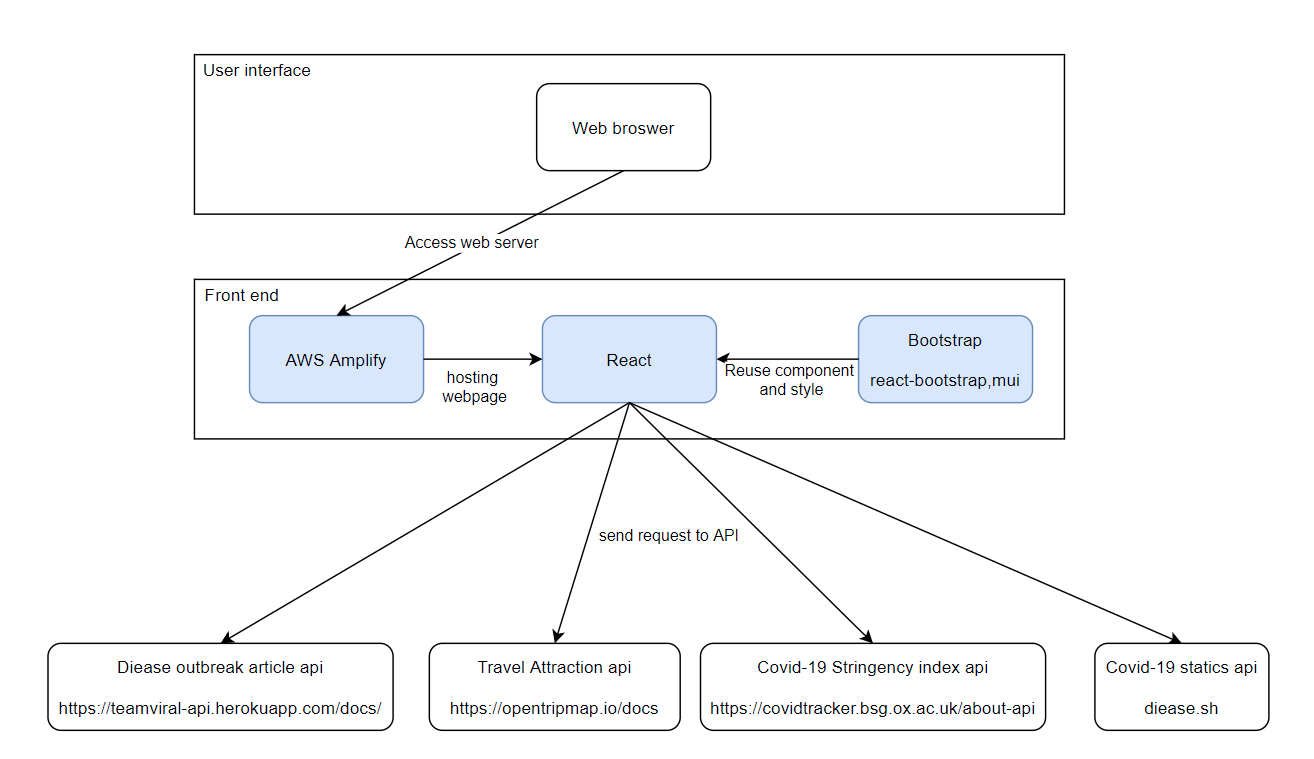 User interface
Web broswer
Access web server
Front end
AWS Amplify
hosting
webpage
React
Reuse component
and style
Bootstrap
react-bootstrap,mui
send request to API
Diease outbreak article api
https://teamviral-api.herokuapp.com/docs/
Travel Attraction api
https://opentripmap.io/docs
Covid-19 Stringency index api
https://covidtracker.bsg.ox.ac.uk/about-api
Covid-19 statics api
diease.sh